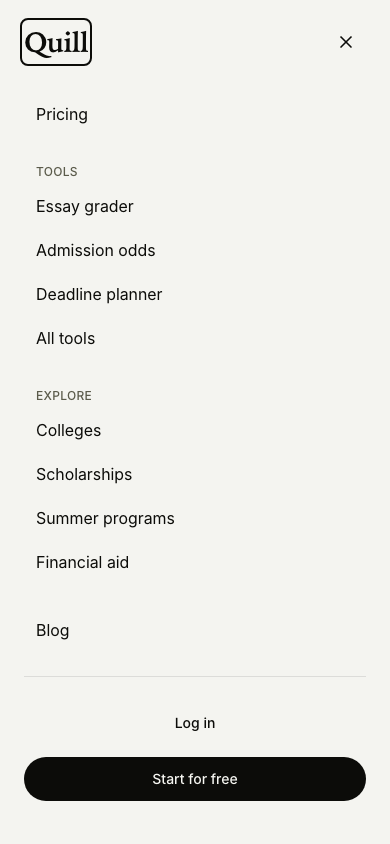 Quill
Pricing
TOOLS
Essay grader
Admission odds
Deadline planner
All tools
EXPLORE
Colleges
Scholarships
Summer programs
Financial aid
Blog
Log in
Start for free